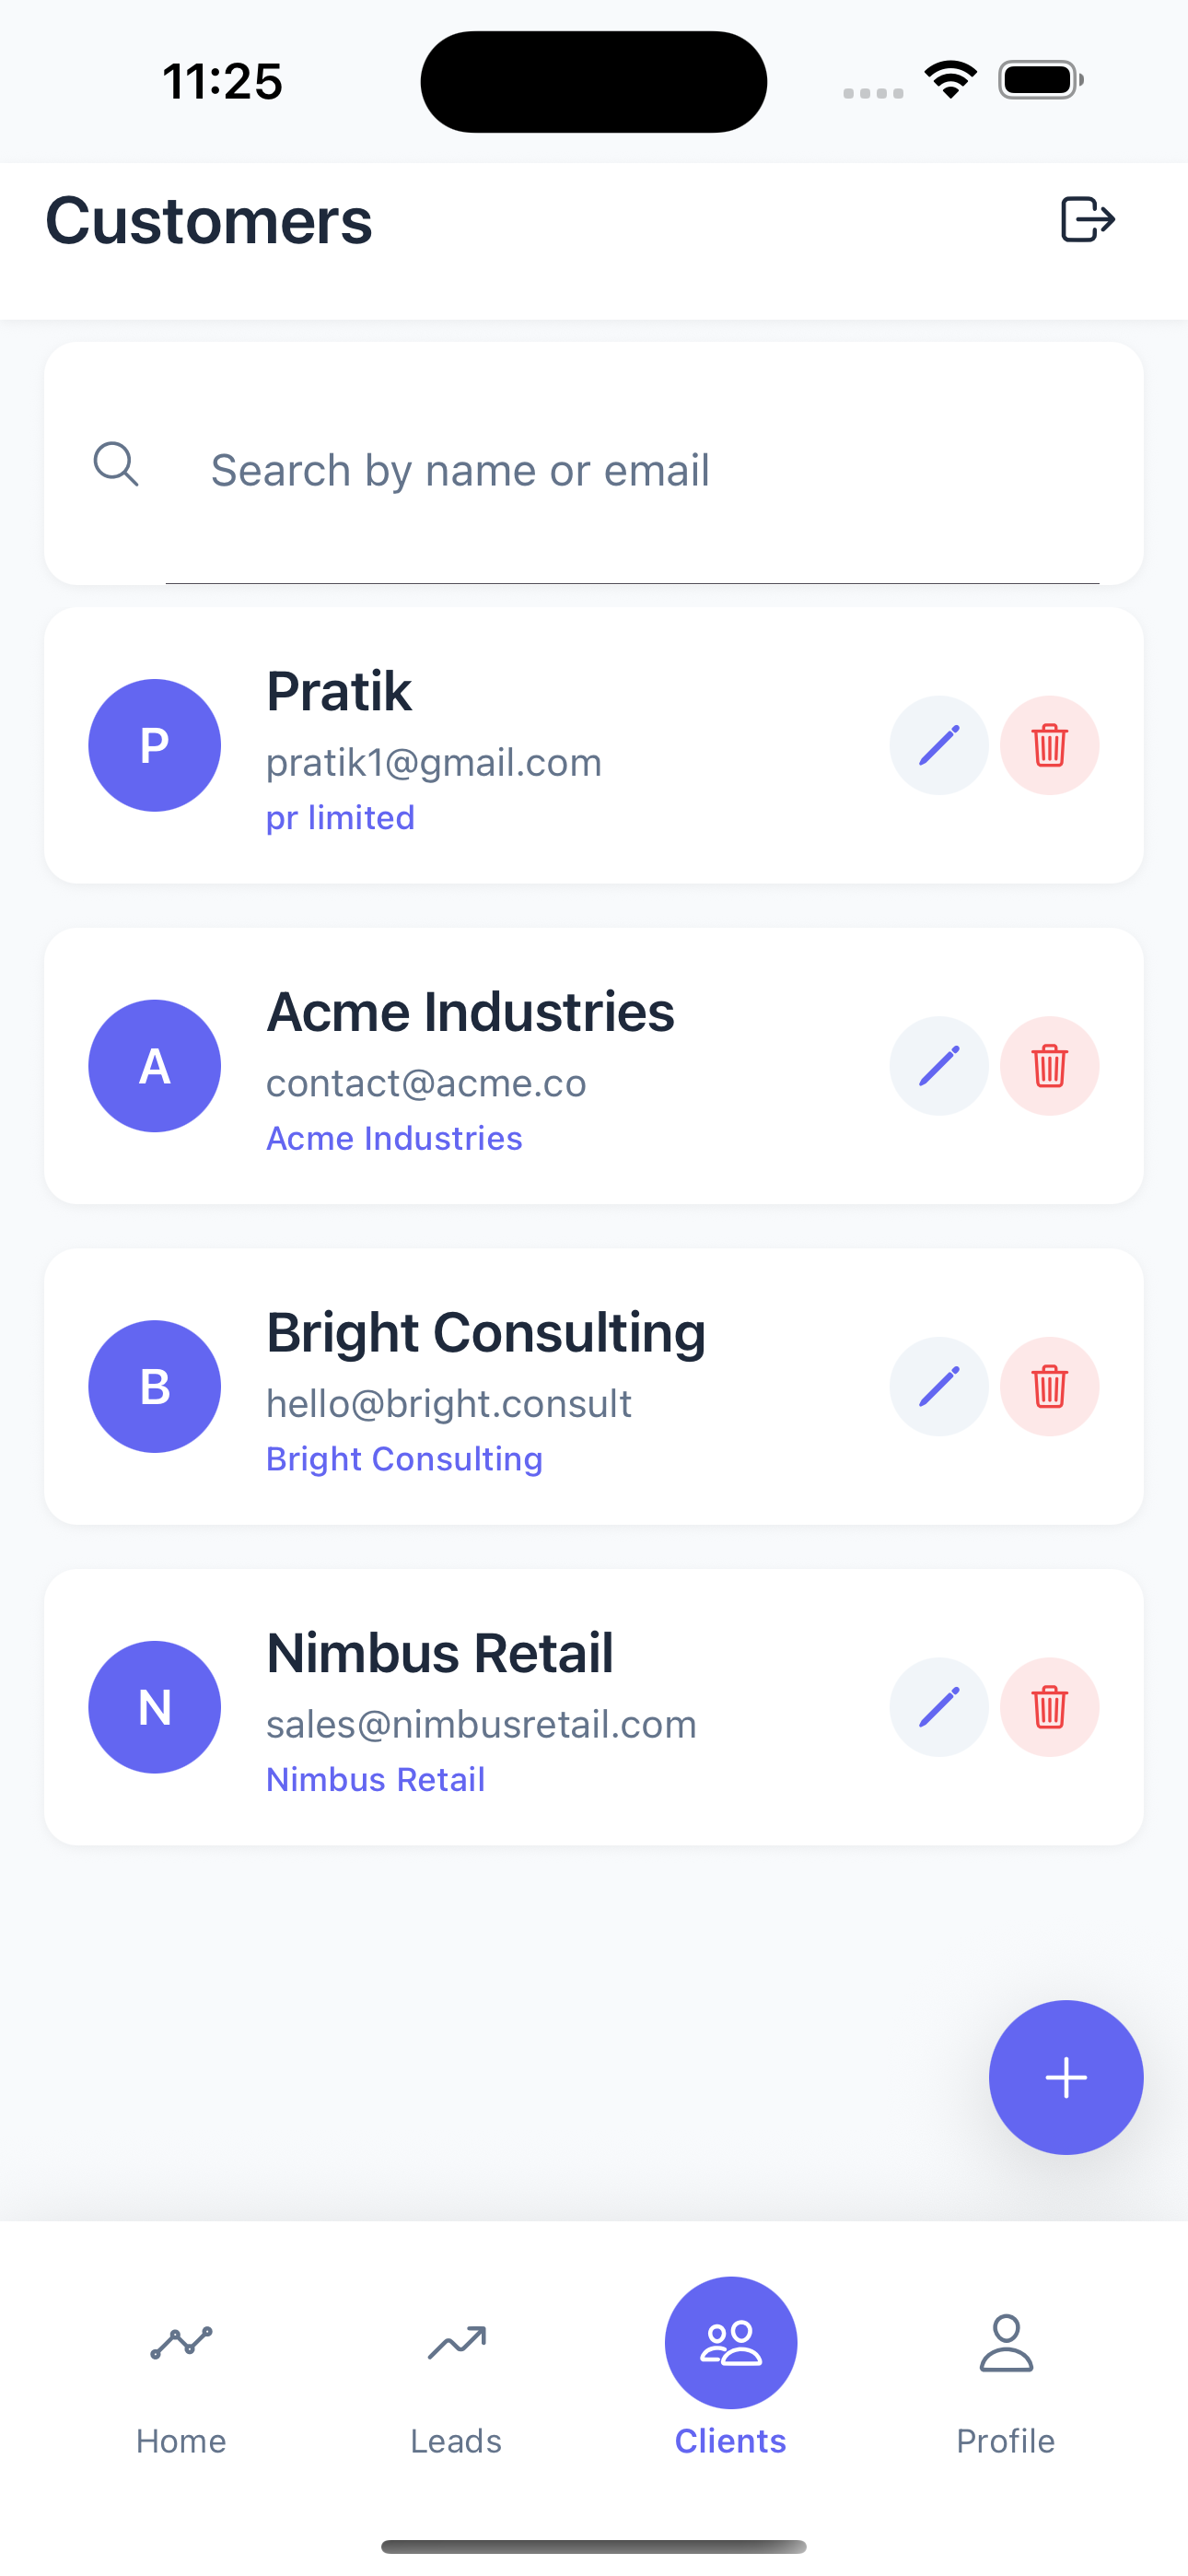 11:25
Customers
Search by name or email
P
Pratik
pratik1@gmail.com
pr limited
A
Acme Industries
contact@acme.co
Acme Industries
B
Bright Consulting
hello@bright.consult
Bright Consulting
N
Nimbus Retail
sales@nimbusretail.com
Nimbus Retail
Home
Leads
Clients
Profile